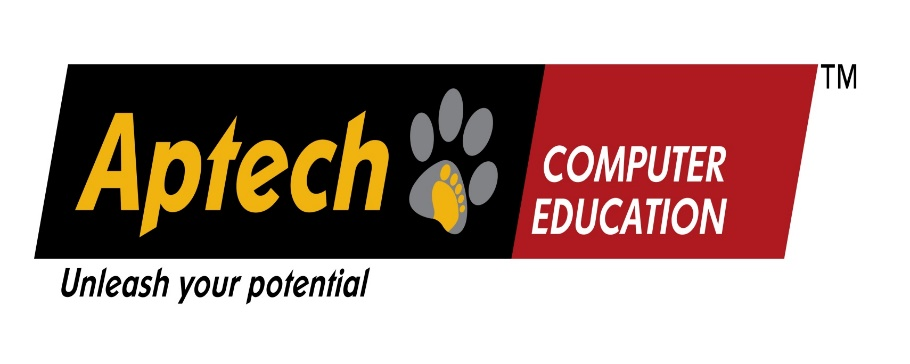 Aptech
COMPUTER
EDUCATION
TM
Unleash your potential